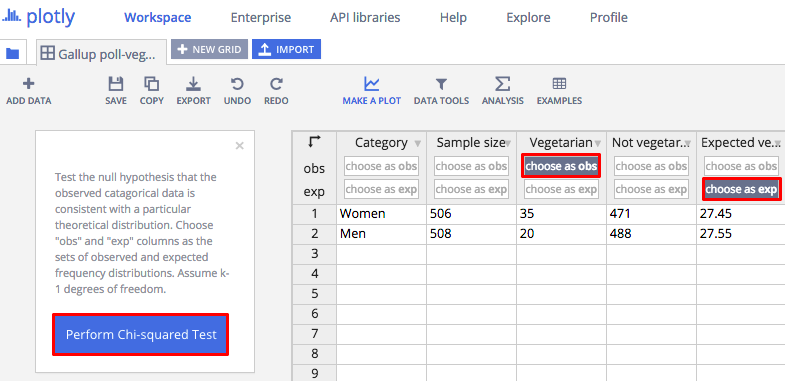 plotly Workspace Enterprise API libraries Help Explore Profile
Gallup poll-veg... NEW GRID IMPORT
ADD DATA SAVE COPY EXPORT UNDO REDO MAKE A PLOT DATA TOOLS ANALYSIS EXAMPLES
×
Test the null hypothesis that the
observed catagorical data is
consistent with a particular
theoretical distribution. Choose
"obs" and "exp" columns as the
sets of observed and expected
frequency distributions. Assume k-
1 degrees of freedom.
Perform Chi-squared Test
Category Sample size Vegetarian Not vegetar... Expected ve...
obs choose as obs choose as obs choose as obs choose as obs choose as obs
exp choose as exp choose as exp choose as exp choose as exp choose as exp
1 Women 506 35 471 27.45
2 Men 508 20 488 27.55
3
4
5
6
7
8
9